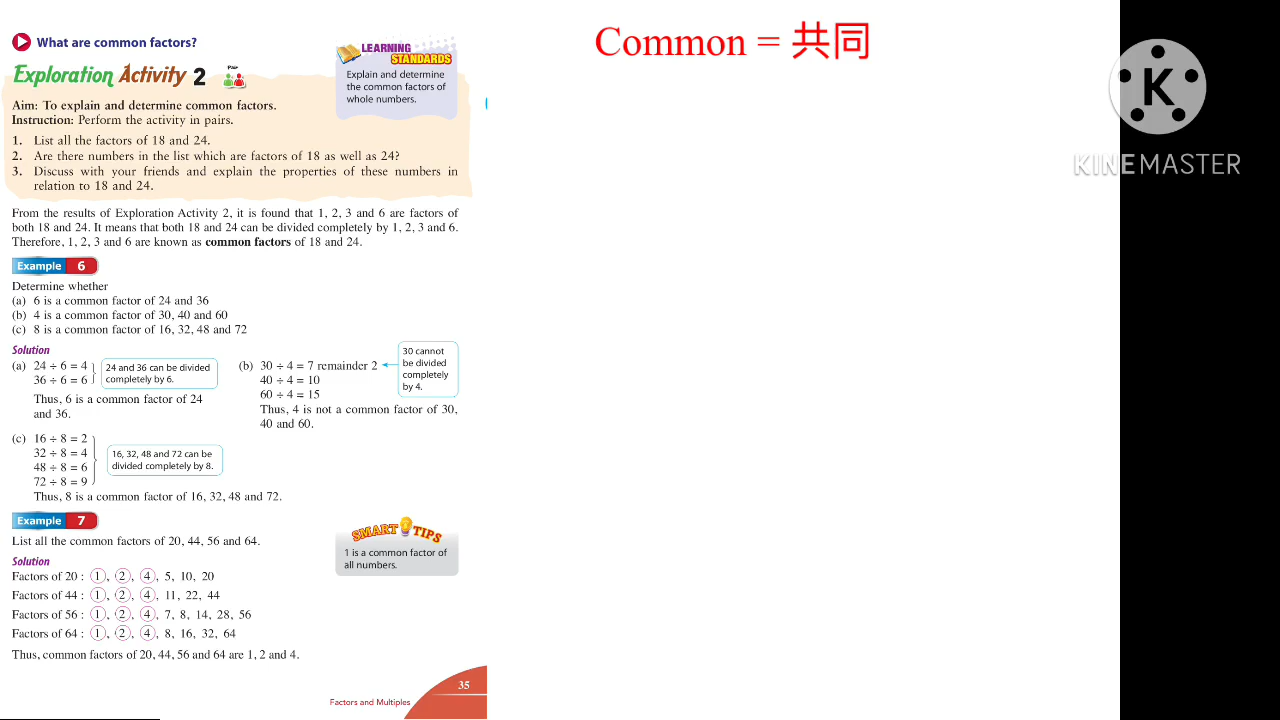 What are common factors?
Exploration Activity 2
Pair
LEARNING
STANDARDS
Explain and determine
the common factors of
whole numbers.
Aim: To explain and determine common factors.
Instruction: Perform the activity in pairs.
1. List all the factors of 18 and 24.
2. Are there numbers in the list which are factors of 18 as well as 24?
3. Discuss with your friends and explain the properties of these numbers in
relation to 18 and 24.
From the results of Exploration Activity 2, it is found that 1, 2, 3 and 6 are factors of
both 18 and 24. It means that both 18 and 24 can be divided completely by 1, 2, 3 and 6.
Therefore, 1, 2, 3 and 6 are known as common factors of 18 and 24.
Example 6
Determine whether
(a) 6 is a common factor of 24 and 36
(b) 4 is a common factor of 30, 40 and 60
(c) 8 is a common factor of 16, 32, 48 and 72
Solution
(a) 24 ÷ 6 = 4
36 ÷ 6 = 6
24 and 36 can be divided
completely by 6.
Thus, 6 is a common factor of 24
and 36.
(b) 30 ÷ 4 = 7 remainder 2
40 ÷ 4 = 10
60 ÷ 4 = 15
30 cannot
be divided
completely
by 4.
Thus, 4 is not a common factor of 30,
40 and 60.
(c) 16 ÷ 8 = 2
32 ÷ 8 = 4
48 ÷ 8 = 6
72 ÷ 8 = 9
16, 32, 48 and 72 can be
divided completely by 8.
Thus, 8 is a common factor of 16, 32, 48 and 72.
Example 7
List all the common factors of 20, 44, 56 and 64.
SMART TIPS
1 is a common factor of
all numbers.
Solution
Factors of 20 : 1, 2, 4, 5, 10, 20
Factors of 44 : 1, 2, 4, 11, 22, 44
Factors of 56 : 1, 2, 4, 7, 8, 14, 28, 56
Factors of 64 : 1, 2, 4, 8, 16, 32, 64
Thus, common factors of 20, 44, 56 and 64 are 1, 2 and 4.
35
Factors and Multiples
Common = 共同
K
KINEMASTER